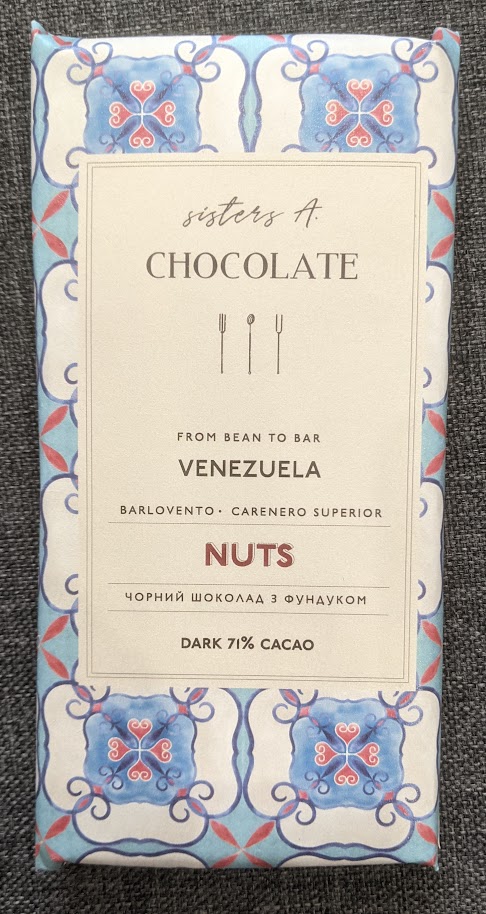 sisters A.
CHOCOLATE
FROM BEAN TO BAR
VENEZUELA
BARLOVENTO · CARENERO SUPERIOR
NUTS
ЧОРНИЙ ШОКОЛАД З ФУНДУКОМ
DARK 71% CACAO